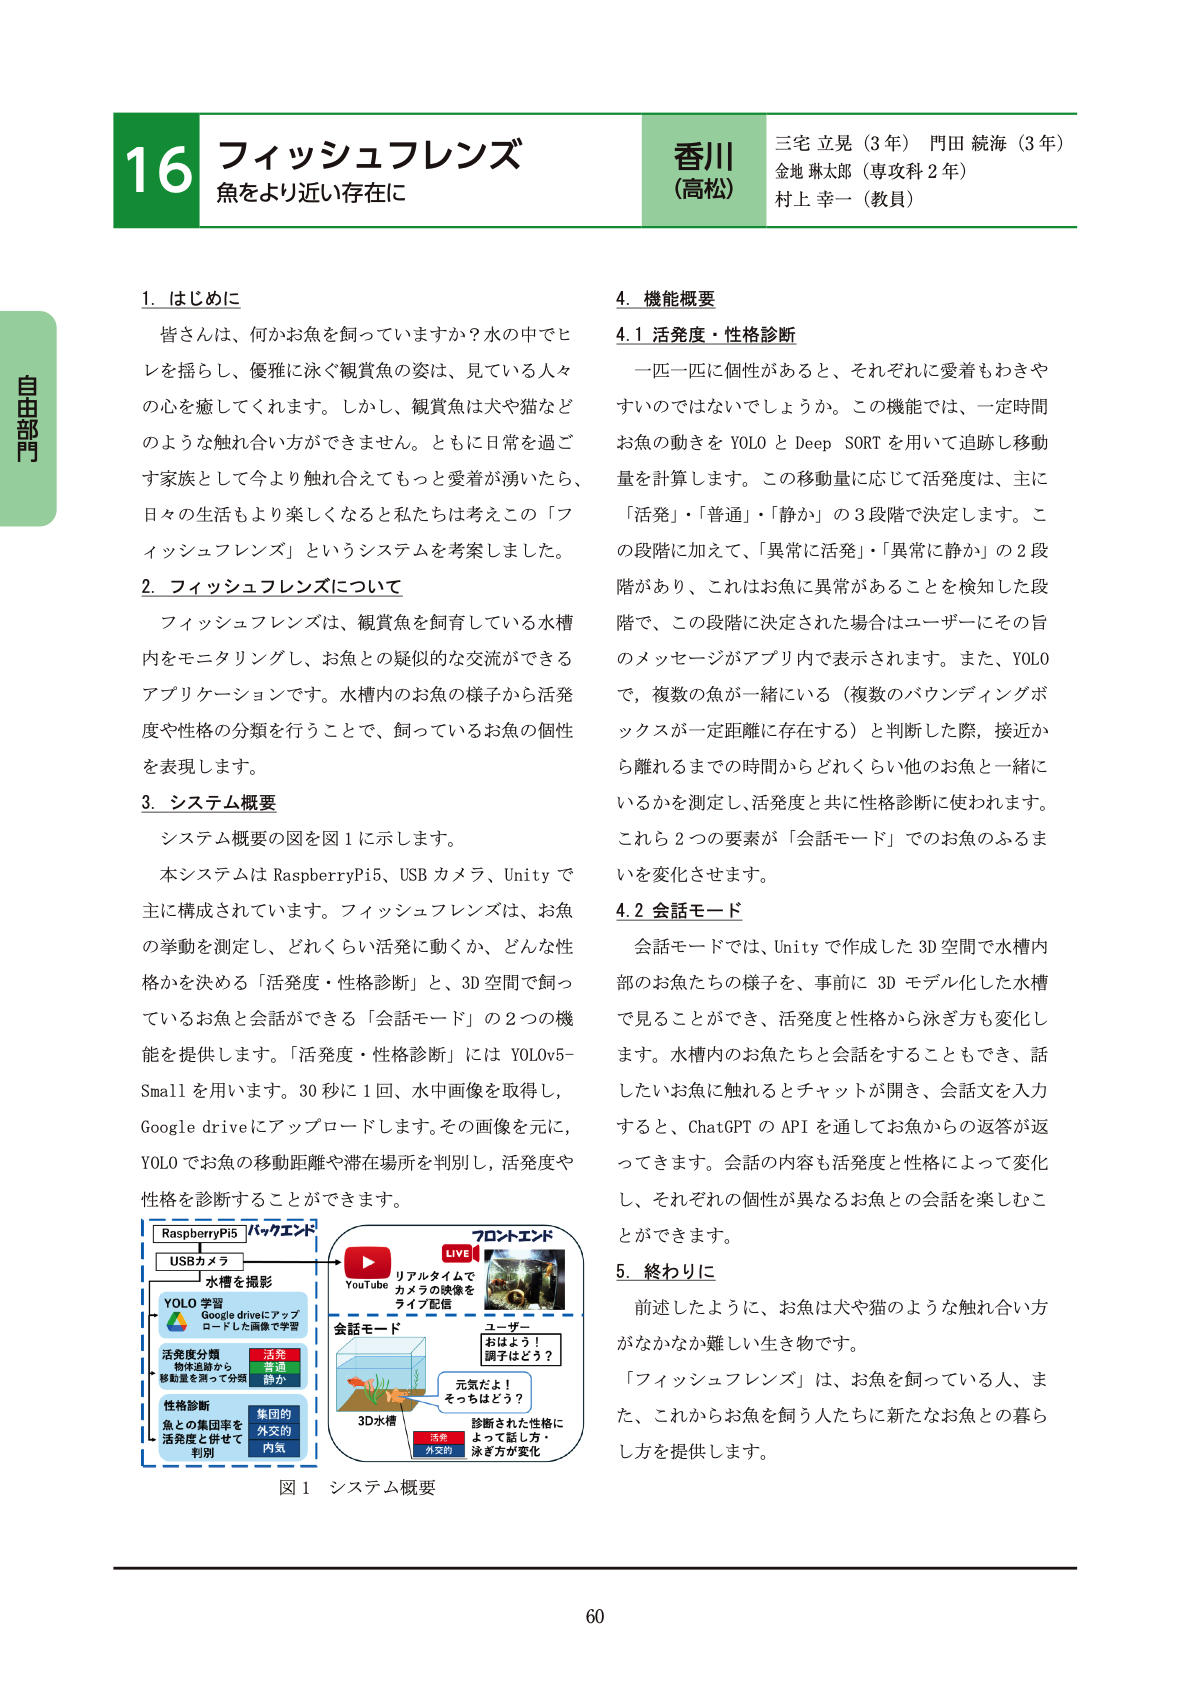 16
フィッシュフレンズ
魚をより近い存在に
香川
(高松)
三宅 立晃（3 年）　門田 続海（3 年）
金地 琳太郎（専攻科 2 年）
村上 幸一（教員）
自由部門
1. はじめに
皆さんは、何かお魚を飼っていますか？水の中でヒ
レを揺らし、優雅に泳ぐ観賞魚の姿は、見ている人々
の心を癒してくれます。しかし、観賞魚は犬や猫など
のような触れ合い方ができません。ともに日常を過ご
す家族として今より触れ合えてもっと愛着が湧いたら、
日々の生活もより楽しくなると私たちは考えこの「フ
ィッシュフレンズ」というシステムを考案しました。
2. フィッシュフレンズについて
フィッシュフレンズは、観賞魚を飼育している水槽
内をモニタリングし、お魚との疑似的な交流ができる
アプリケーションです。水槽内のお魚の様子から活発
度や性格の分類を行うことで、飼っているお魚の個性
を表現します。
3. システム概要
システム概要の図を図 1 に示します。
本システムは RaspberryPi5、USB カメラ、Unity で
主に構成されています。フィッシュフレンズは、お魚
の挙動を測定し、どれくらい活発に動くか、どんな性
格かを決める「活発度・性格診断」と、3D 空間で飼っ
ているお魚と会話ができる「会話モード」の２つの機
能を提供します。「活発度・性格診断」には YOLOv5-
Small を用います。30 秒に 1 回、水中画像を取得し,
Google drive にアップロードします。その画像を元に,
YOLO でお魚の移動距離や滞在場所を判別し, 活発度や
性格を診断することができます。
RaspberryPi5
バックエンド
USBカメラ
水槽を撮影
YOLO 学習
Google driveにアップ
ロードした画像で学習
活発度分類
物体追跡から
移動量を測って分類
活発
普通
静か
性格診断
魚との集団率を
活発度と併せて
判別
集団的
外交的
内気
フロントエンド
LIVE
YouTube
リアルタイムで
カメラの映像を
ライブ配信
会話モード
ユーザー
おはよう！
調子はどう？
元気だよ！
そっちはどう？
3D水槽
活発
外交的
診断された性格に
よって話し方・
泳ぎ方が変化
図 1　システム概要
4. 機能概要
4.1 活発度・性格診断
一匹一匹に個性があると、それぞれに愛着もわきや
すいのではないでしょうか。この機能では、一定時間
お魚の動きを YOLO と Deep SORT を用いて追跡し移動
量を計算します。この移動量に応じて活発度は、主に
「活発」・「普通」・「静か」の３段階で決定します。こ
の段階に加えて、「異常に活発」・「異常に静か」の 2 段
階があり、これはお魚に異常があることを検知した段
階で、この段階に決定された場合はユーザーにその旨
のメッセージがアプリ内で表示されます。また、YOLO
で, 複数の魚が一緒にいる（複数のバウンディングボ
ックスが一定距離に存在する）と判断した際, 接近か
ら離れるまでの時間からどれくらい他のお魚と一緒に
いるかを測定し、活発度と共に性格診断に使われます。
これら 2 つの要素が「会話モード」でのお魚のふるま
いを変化させます。
4.2 会話モード
会話モードでは、Unity で作成した 3D 空間で水槽内
部のお魚たちの様子を、事前に 3D モデル化した水槽
で見ることができ、活発度と性格から泳ぎ方も変化し
ます。水槽内のお魚たちと会話をすることもでき、話
したいお魚に触れるとチャットが開き、会話文を入力
すると、ChatGPT の API を通してお魚からの返答が返
ってきます。会話の内容も活発度と性格によって変化
し、それぞれの個性が異なるお魚との会話を楽しむこ
とができます。
5. 終わりに
前述したように、お魚は犬や猫のような触れ合い方
がなかなか難しい生き物です。
「フィッシュフレンズ」は、お魚を飼っている人、ま
た、これからお魚を飼う人たちに新たなお魚との暮ら
し方を提供します。
60